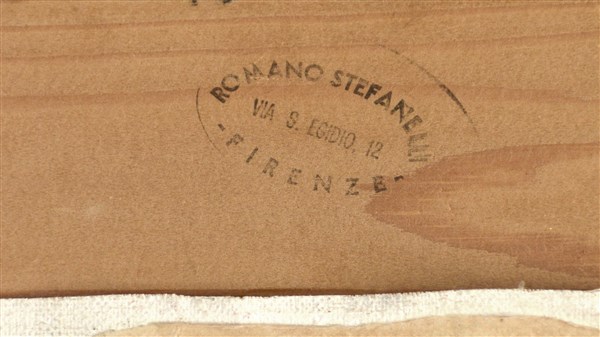 ROMANO STEFANELLI
VIA S. EGIDIO, 12
-FIRENZE-